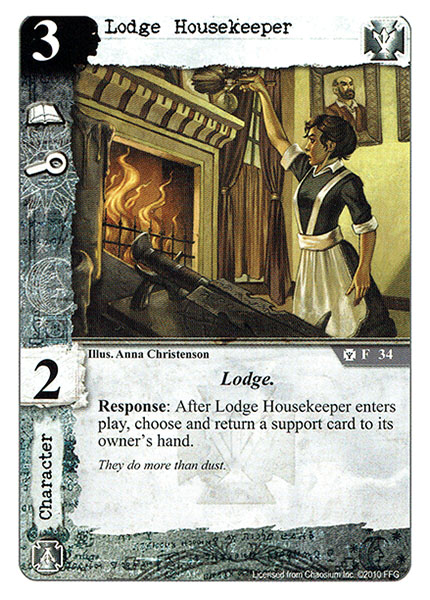 3
Lodge Housekeeper
Illus. Anna Christenson
F 34
2
Lodge.
Response: After Lodge Housekeeper enters
play, choose and return a support card to its
owner's hand.
They do more than dust.
Character
Licensed from Chaosium Inc. ©2010 FFG